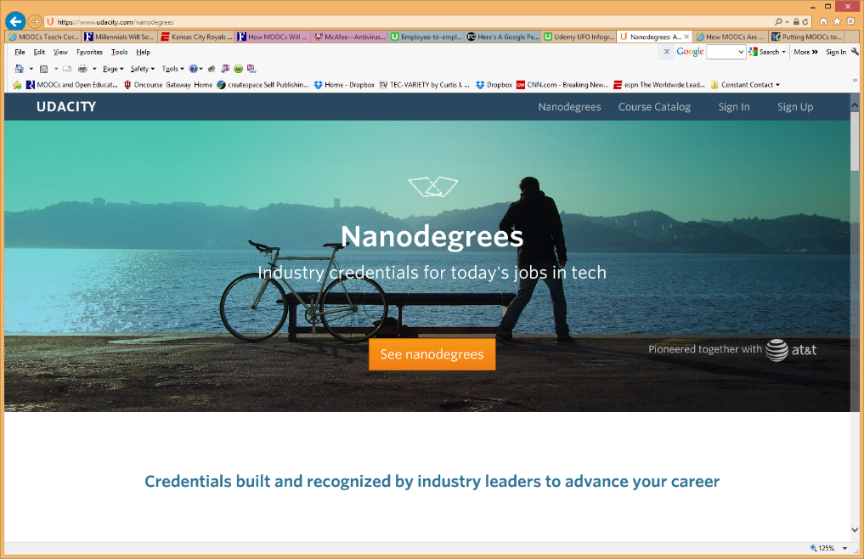 https://www.udacity.com/nanodegrees
MOOCs Teach Cor...
Millennials Will So...
Kansas City Royals ...
How MOOCs Will ...
McAfee--Antivirus...
Employee-to-empl...
Here's A Google Pe...
Udemy UFO Infogr...
Nanodegrees: A...
How MOOCs Are ...
Putting MOOCs to...
File Edit View Favorites Tools Help
x Google Search More » Sign In
Page Safety Tools
MOOCs and Open Educat...
Oncourse Gateway Home
createspace Self Publishin...
Home - Dropbox
TV TEC-VARIETY by Curtis J. ...
Dropbox
CNN.com - Breaking New...
espn The Worldwide Lead...
Constant Contact
UDACITY
Nanodegrees Course Catalog Sign In Sign Up
Nanodegrees
Industry credentials for today's jobs in tech
See nanodegrees
Pioneered together with at&t
Credentials built and recognized by industry leaders to advance your career
125%